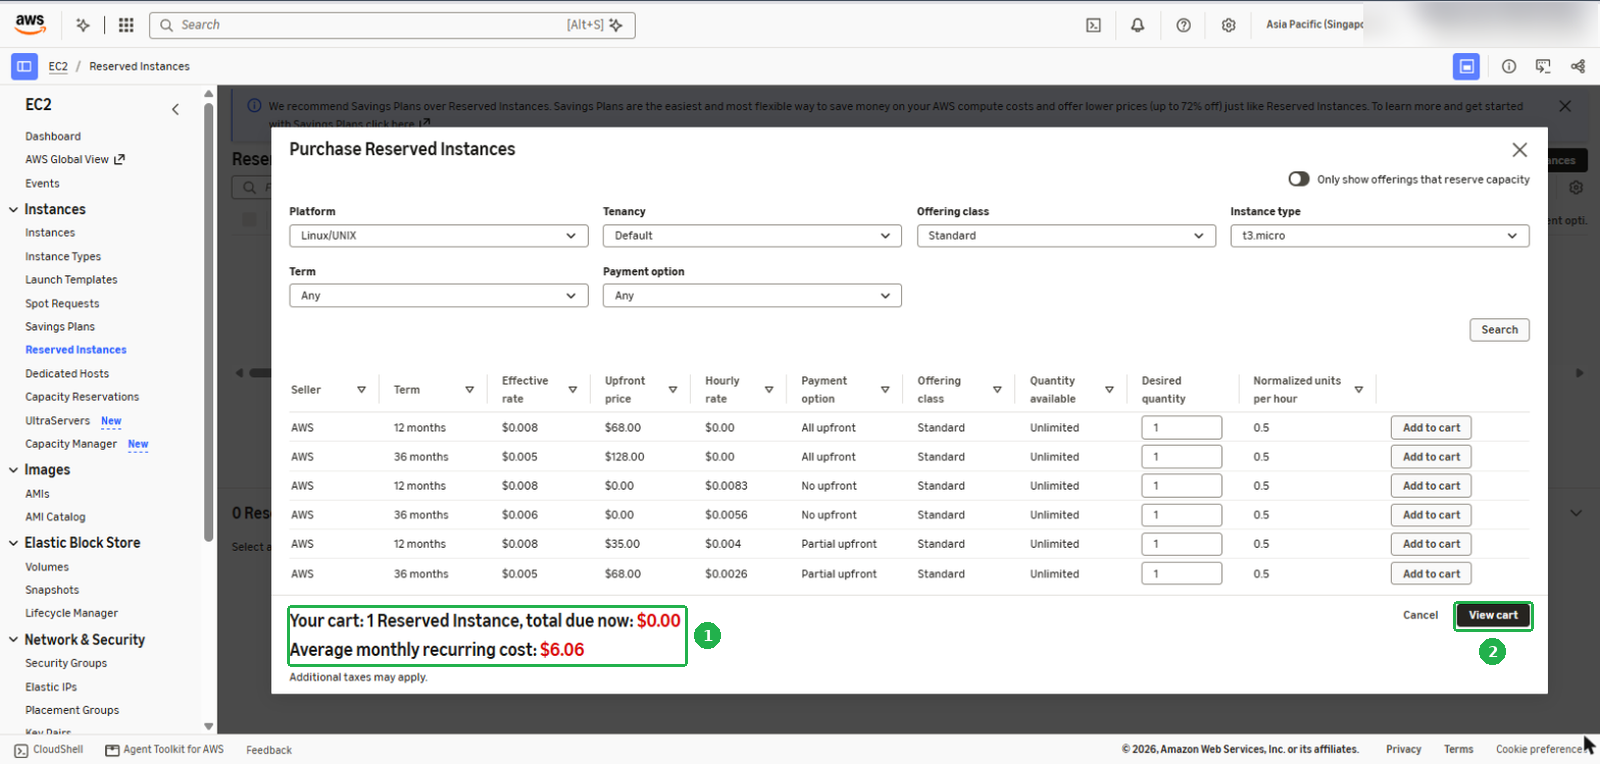 aws
Search
[Alt+S]
Asia Pacific (Singapo
EC2 / Reserved Instances
EC2
Dashboard
AWS Global View
Events
Instances
Instances
Instance Types
Launch Templates
Spot Requests
Savings Plans
Reserved Instances
Dedicated Hosts
Capacity Reservations
UltraServers New
Capacity Manager New
Images
AMIs
AMI Catalog
Elastic Block Store
Volumes
Snapshots
Lifecycle Manager
Network & Security
Security Groups
Elastic IPs
Placement Groups
Key Pairs
We recommend Savings Plans over Reserved Instances. Savings Plans are the easiest and most flexible way to save money on your AWS compute costs and offer lower prices (up to 72% off) just like Reserved Instances. To learn more and get started
with Savings Plans click here
Rese
ances
F
nt opti.
0 Res
Select a
Purchase Reserved Instances
Only show offerings that reserve capacity
Platform Tenancy Offering class Instance type
Linux/UNIX Default Standard t3.micro
Term Payment option
Any Any
Search
Seller Term Effective rate Upfront price Hourly rate Payment option Offering class Quantity available Desired quantity Normalized units per hour
AWS 12 months $0.008 $68.00 $0.00 All upfront Standard Unlimited 1 0.5 Add to cart
AWS 36 months $0.005 $128.00 $0.00 All upfront Standard Unlimited 1 0.5 Add to cart
AWS 12 months $0.008 $0.00 $0.0083 No upfront Standard Unlimited 1 0.5 Add to cart
AWS 36 months $0.006 $0.00 $0.0056 No upfront Standard Unlimited 1 0.5 Add to cart
AWS 12 months $0.008 $35.00 $0.004 Partial upfront Standard Unlimited 1 0.5 Add to cart
AWS 36 months $0.005 $68.00 $0.0026 Partial upfront Standard Unlimited 1 0.5 Add to cart
Your cart: 1 Reserved Instance, total due now: $0.00
Average monthly recurring cost: $6.06
1
Additional taxes may apply.
Cancel View cart
2
CloudShell Agent Toolkit for AWS Feedback
© 2026, Amazon Web Services, Inc. or its affiliates. Privacy Terms Cookie preference